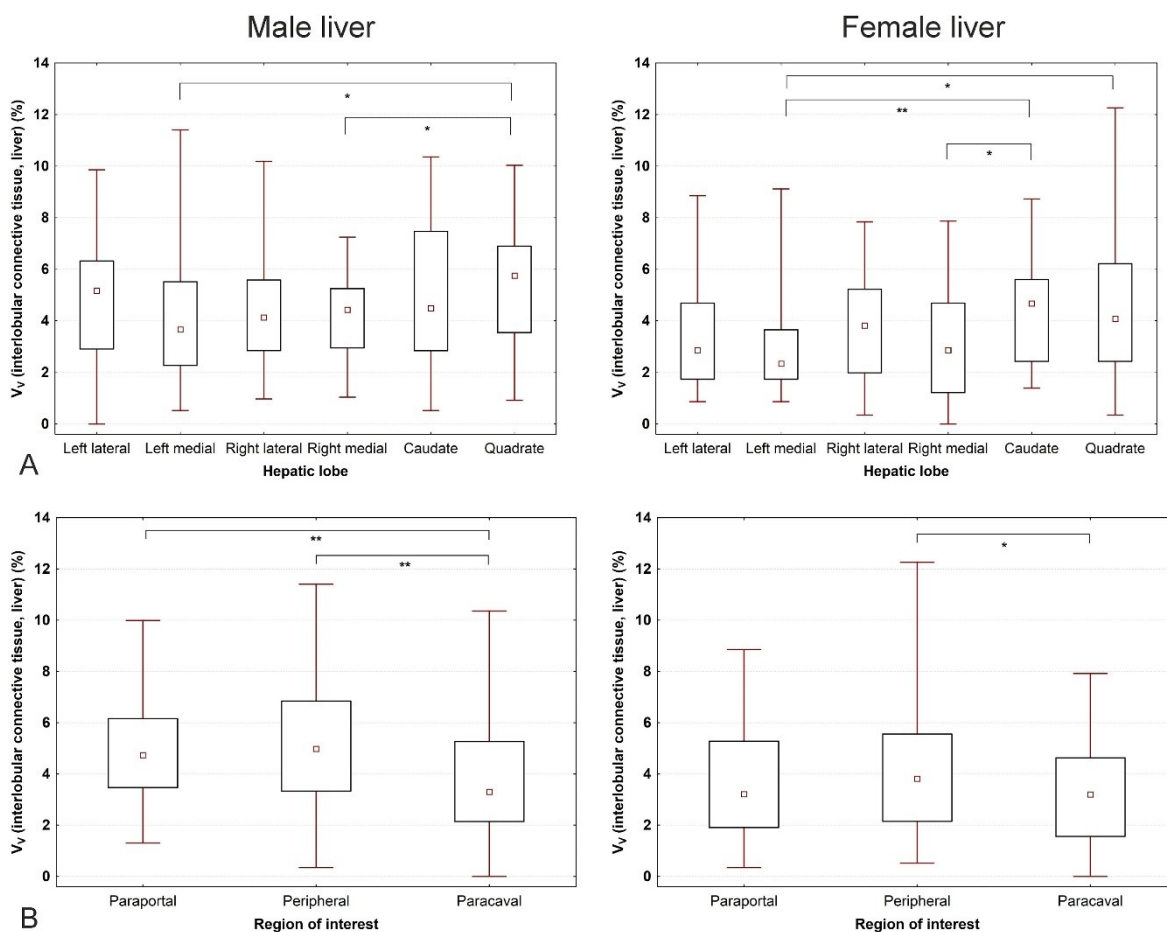 Male liver
Female liver
V_V (interlobular connective tissue, liver) (%)
14
12
10
8
6
4
2
0
*
*
Left lateral Left medial Right lateral Right medial Caudate Quadrate
Hepatic lobe
A
V_V (interlobular connective tissue, liver) (%)
14
12
10
8
6
4
2
0
*
**
*
Left lateral Left medial Right lateral Right medial Caudate Quadrate
Hepatic lobe
V_V (interlobular connective tissue, liver) (%)
14
12
10
8
6
4
2
0
**
**
Paraportal Peripheral Paracaval
Region of interest
B
V_V (interlobular connective tissue, liver) (%)
14
12
10
8
6
4
2
0
*
Paraportal Peripheral Paracaval
Region of interest